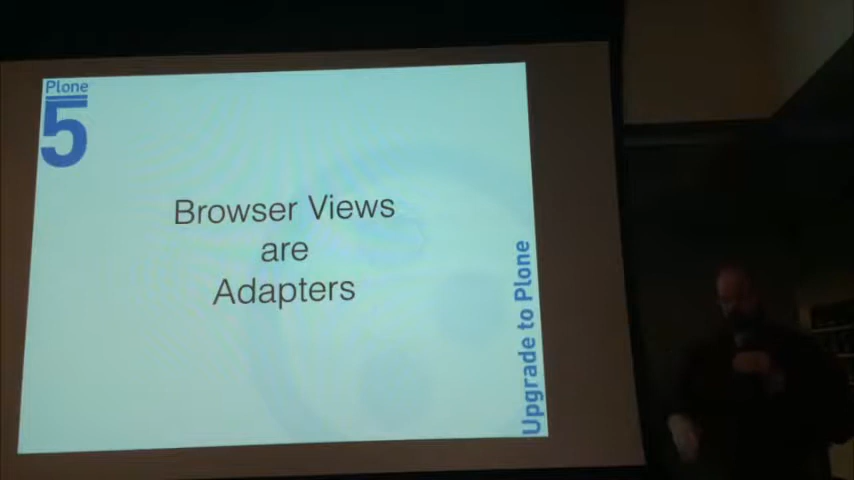 Plone
5
Browser Views
are
Adapters
Upgrade to Plone